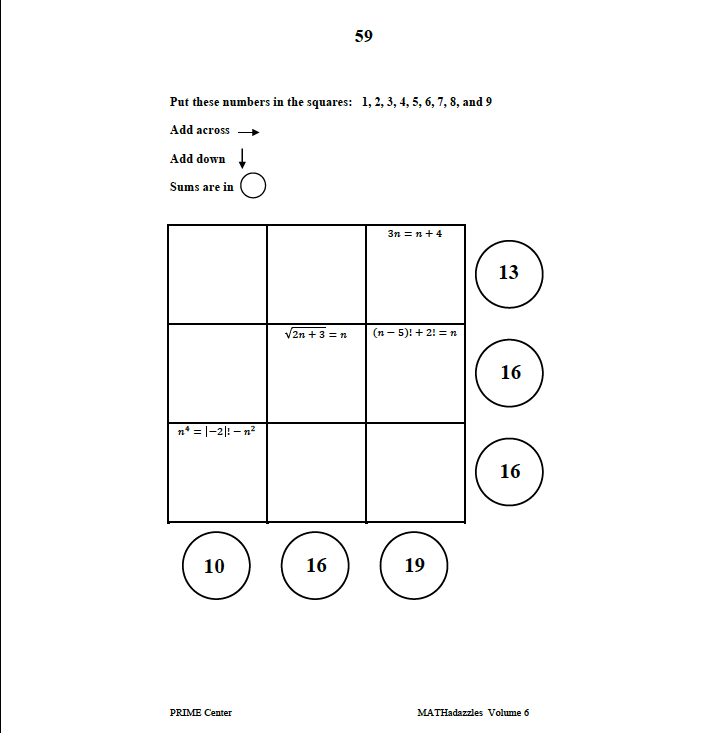 59
Put these numbers in the squares: 1, 2, 3, 4, 5, 6, 7, 8, and 9
Add across
Add down
Sums are in
3n = n + 4
13
√(2n + 3) = n (n − 5)! + 2! = n
16
n⁴ = |−2|! − n²
16
10 16 19
PRIME Center MATHadazzles Volume 6